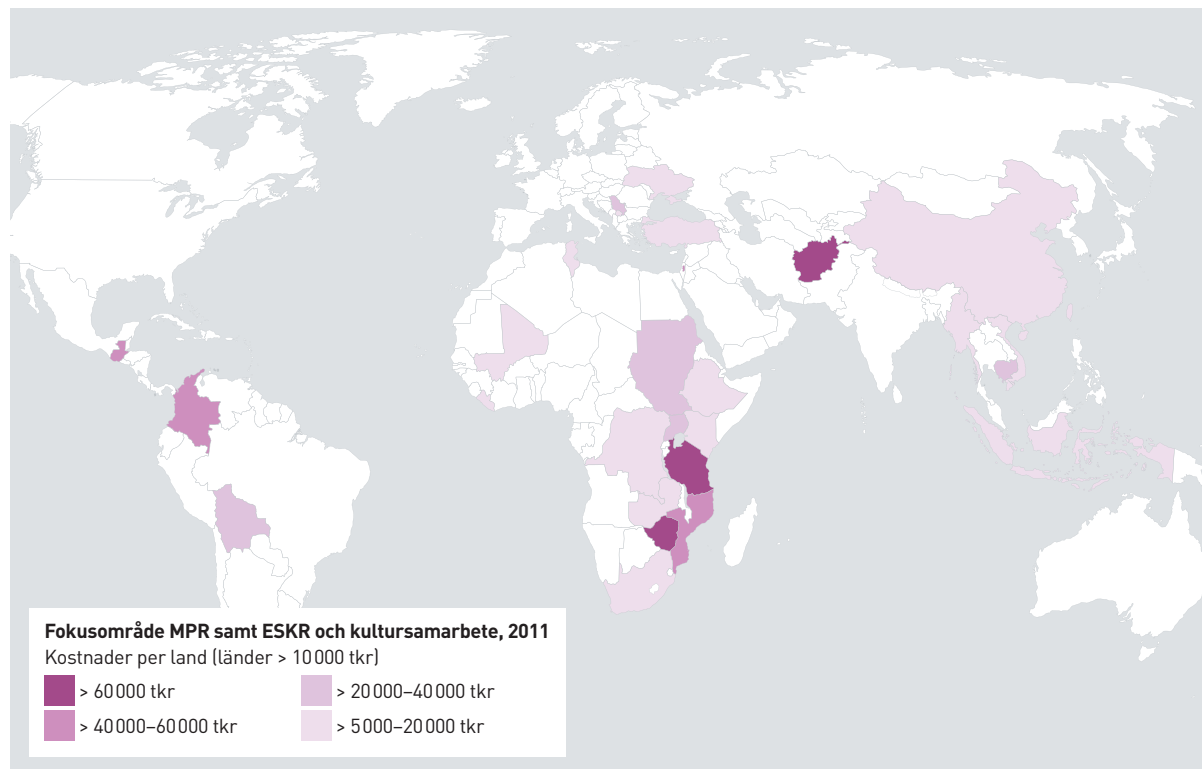 Fokusområde MPR samt ESKR och kultursamarbete, 2011
Kostnader per land (länder > 10 000 tkr)
> 60 000 tkr
> 20 000–40 000 tkr
> 40 000–60 000 tkr
> 5 000–20 000 tkr